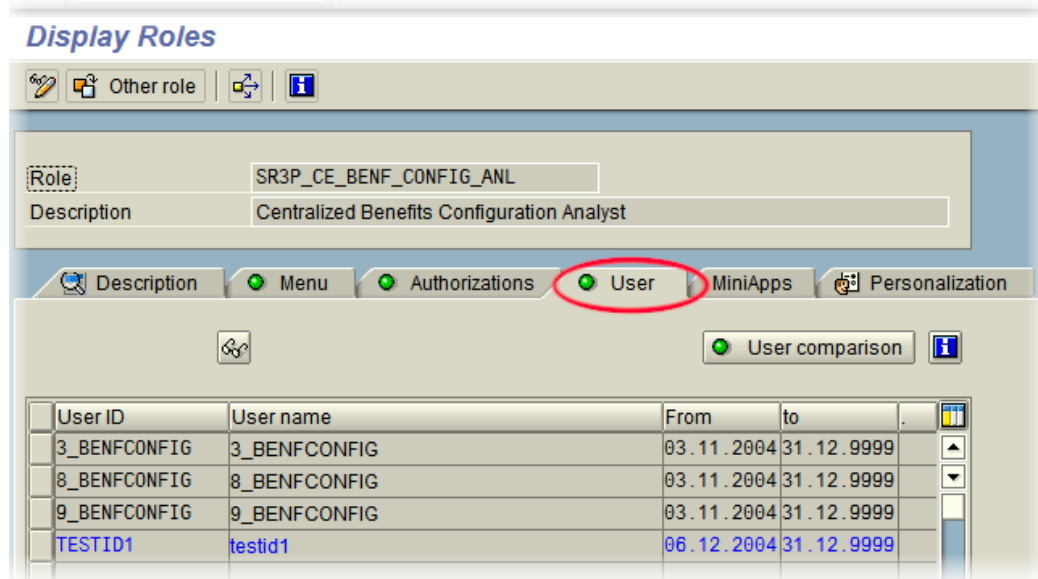 Display Roles
Other role
Role SR3P_CE_BENF_CONFIG_ANL
Description Centralized Benefits Configuration Analyst
Description Menu Authorizations User MiniApps Personalization
User comparison
User ID User name From to .
3_BENFCONFIG 3_BENFCONFIG 03.11.2004 31.12.9999
8_BENFCONFIG 8_BENFCONFIG 03.11.2004 31.12.9999
9_BENFCONFIG 9_BENFCONFIG 03.11.2004 31.12.9999
TESTID1 testid1 06.12.2004 31.12.9999